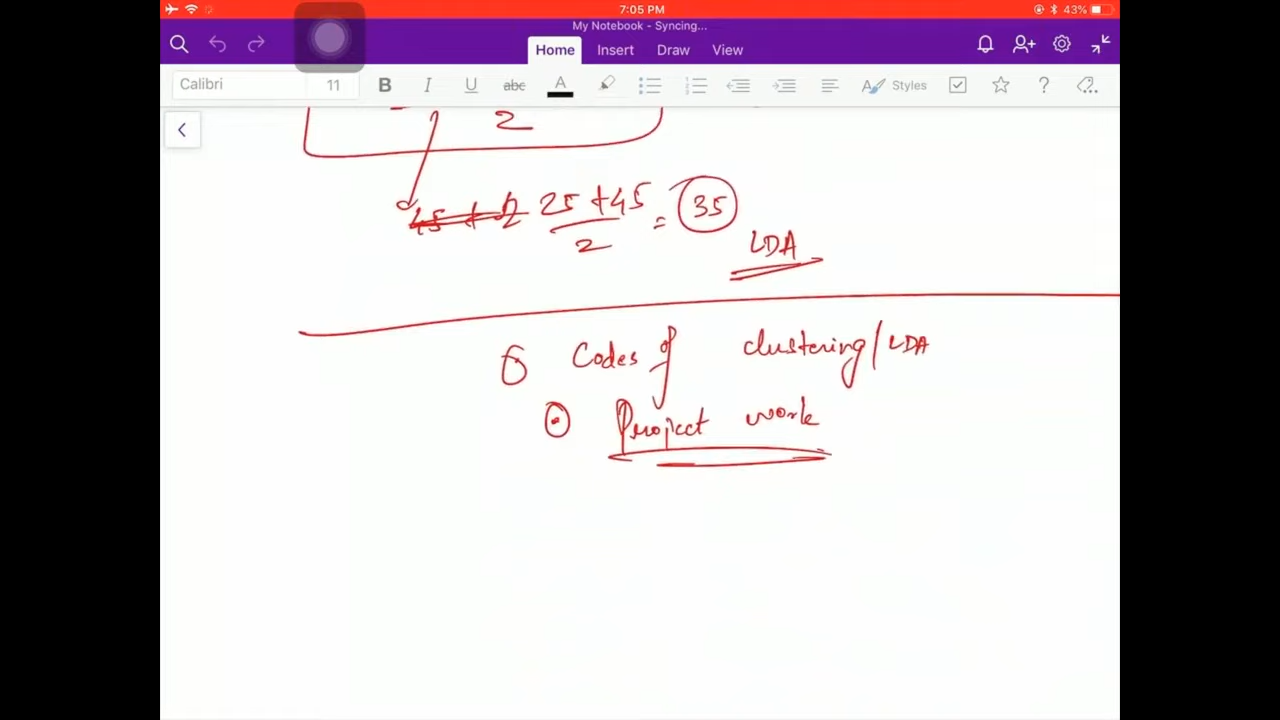 7:05 PM
43%
My Notebook - Syncing...
Home Insert Draw View
Calibri 11 B I U abc A Styles ?
2
25 + 45 = 35
2
LDA
Codes of clustering/LDA
Project work